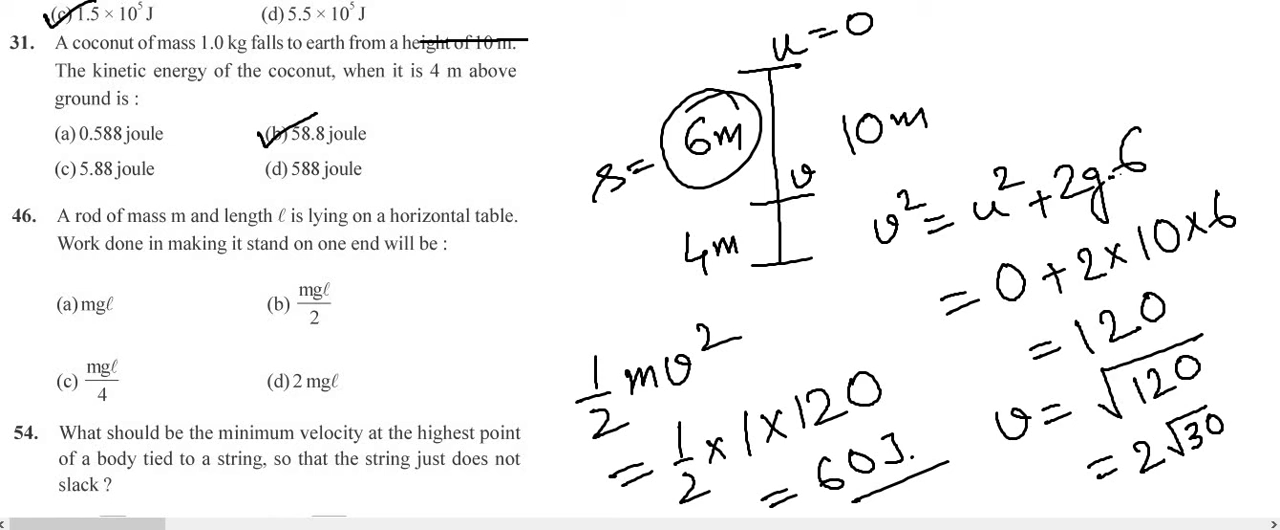 (c) 1.5 × 10⁵ J (d) 5.5 × 10⁵ J
31. A coconut of mass 1.0 kg falls to earth from a height of 10 m.
The kinetic energy of the coconut, when it is 4 m above
ground is :
(a) 0.588 joule (b) 58.8 joule
(c) 5.88 joule (d) 588 joule
46. A rod of mass m and length ℓ is lying on a horizontal table.
Work done in making it stand on one end will be :
(a) mgℓ (b) mgℓ/2
(c) mgℓ/4 (d) 2 mgℓ
54. What should be the minimum velocity at the highest point
of a body tied to a string, so that the string just does not
slack ?
u = 0
s = 6m
10m
v
4m
v² = u² + 2g·6
= 0 + 2 × 10 × 6
= 120
v = √120
= 2√30
1/2 mv²
= 1/2 × 1 × 120
= 60 J.